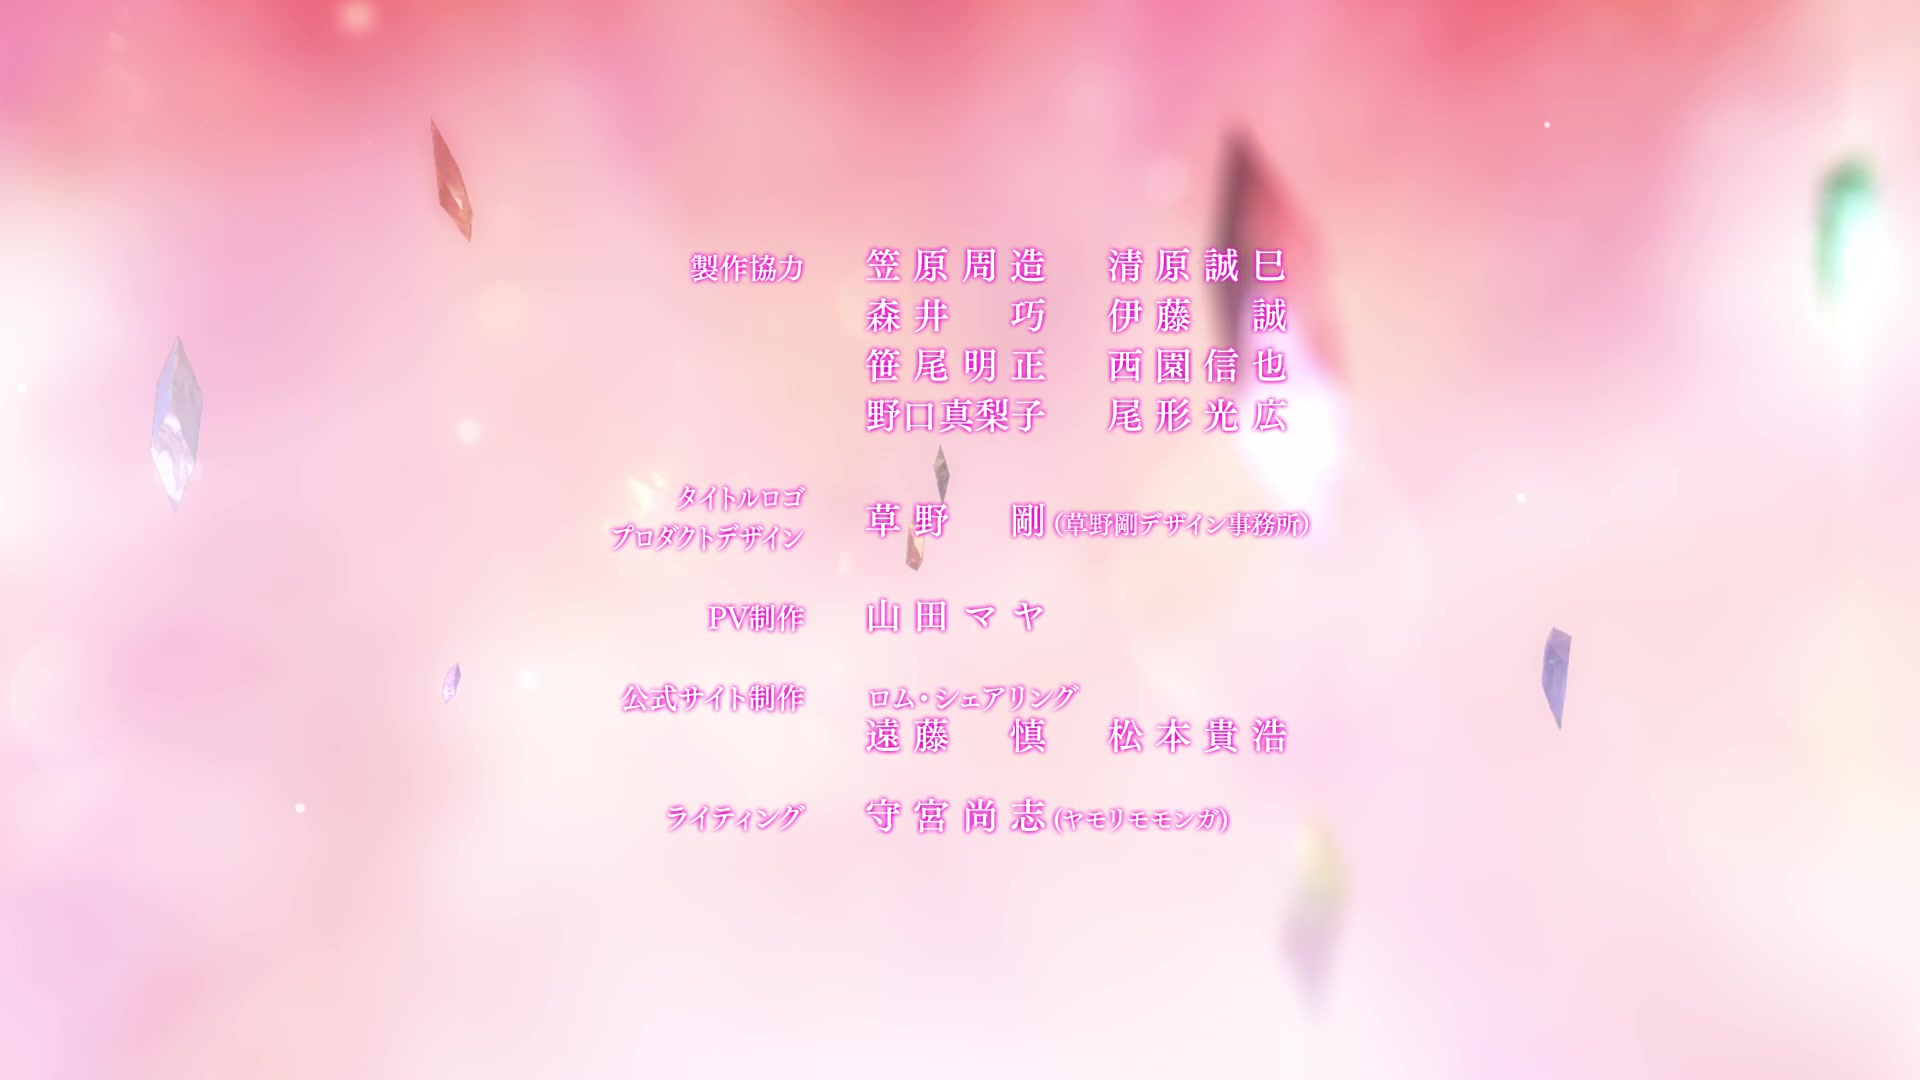 製作協力 笠原周造 清原誠巳
森井 巧 伊藤 誠
笹尾明正 西園信也
野口真梨子 尾形光広
タイトルロゴ
プロダクトデザイン 草野 剛(草野剛デザイン事務所)
PV制作 山田マヤ
公式サイト制作 ロム・シェアリング
遠藤 慎 松本貴浩
ライティング 守宮尚志(ヤモリモモンガ)